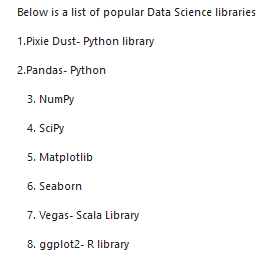 Below is a list of popular Data Science libraries
1.Pixie Dust- Python library
2.Pandas- Python
3. NumPy
4. SciPy
5. Matplotlib
6. Seaborn
7. Vegas- Scala Library
8. ggplot2- R library